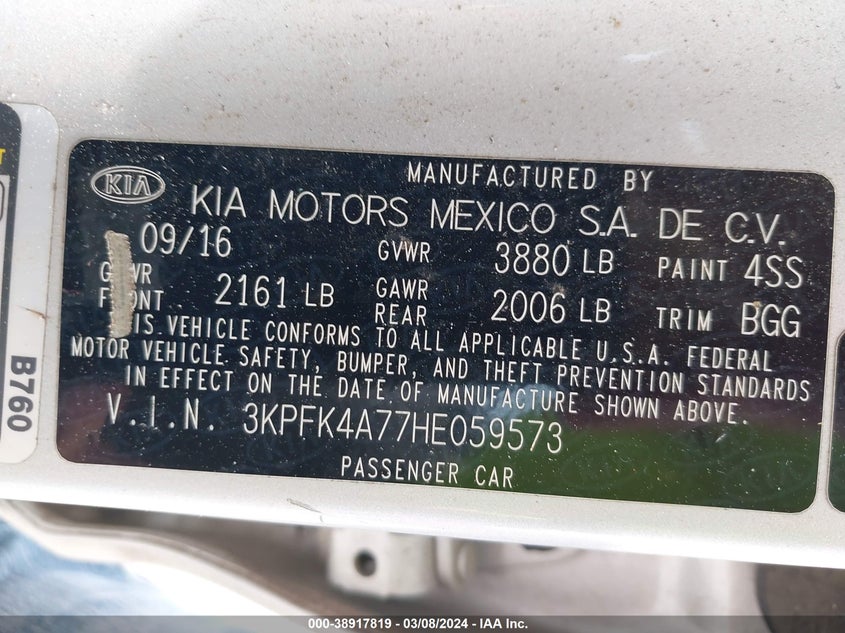 MANUFACTURED BY
KIA KIA MOTORS MEXICO S.A. DE C.V.
09/16 GVWR 3880 LB PAINT 4SS
FRONT 2161 LB GAWR REAR 2006 LB TRIM BGG
VEHICLE CONFORMS TO ALL APPLICABLE U.S.A. FEDERAL
MOTOR VEHICLE SAFETY, BUMPER, AND THEFT PREVENTION STANDARDS
IN EFFECT ON THE DATE OF MANUFACTURE SHOWN ABOVE.
V.I.N. 3KPFK4A77HE059573
PASSENGER CAR
B760
000-38917819 - 03/08/2024 - IAA Inc.